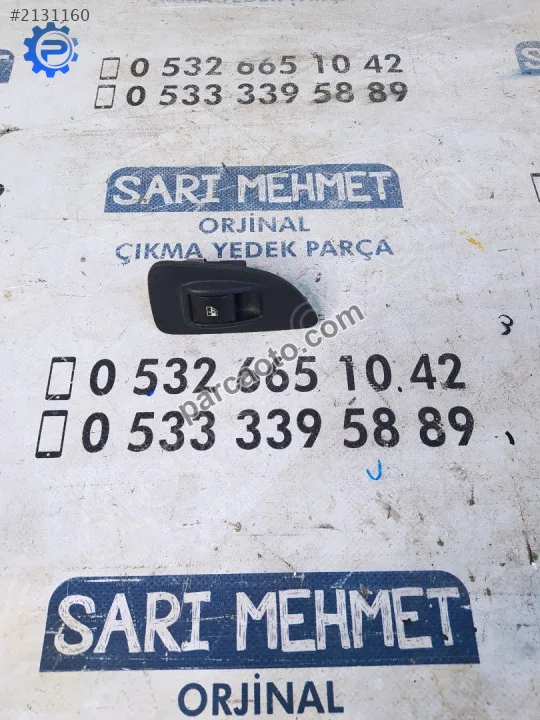 #2131160
0 532 665 10 42
0 533 339 58 89
SARI MEHMET
ORJİNAL
ÇIKMA YEDEK PARÇA
parcaoto.com
0 532 665 10 42
0 533 339 58 89
SARI MEHMET
ORJİNAL